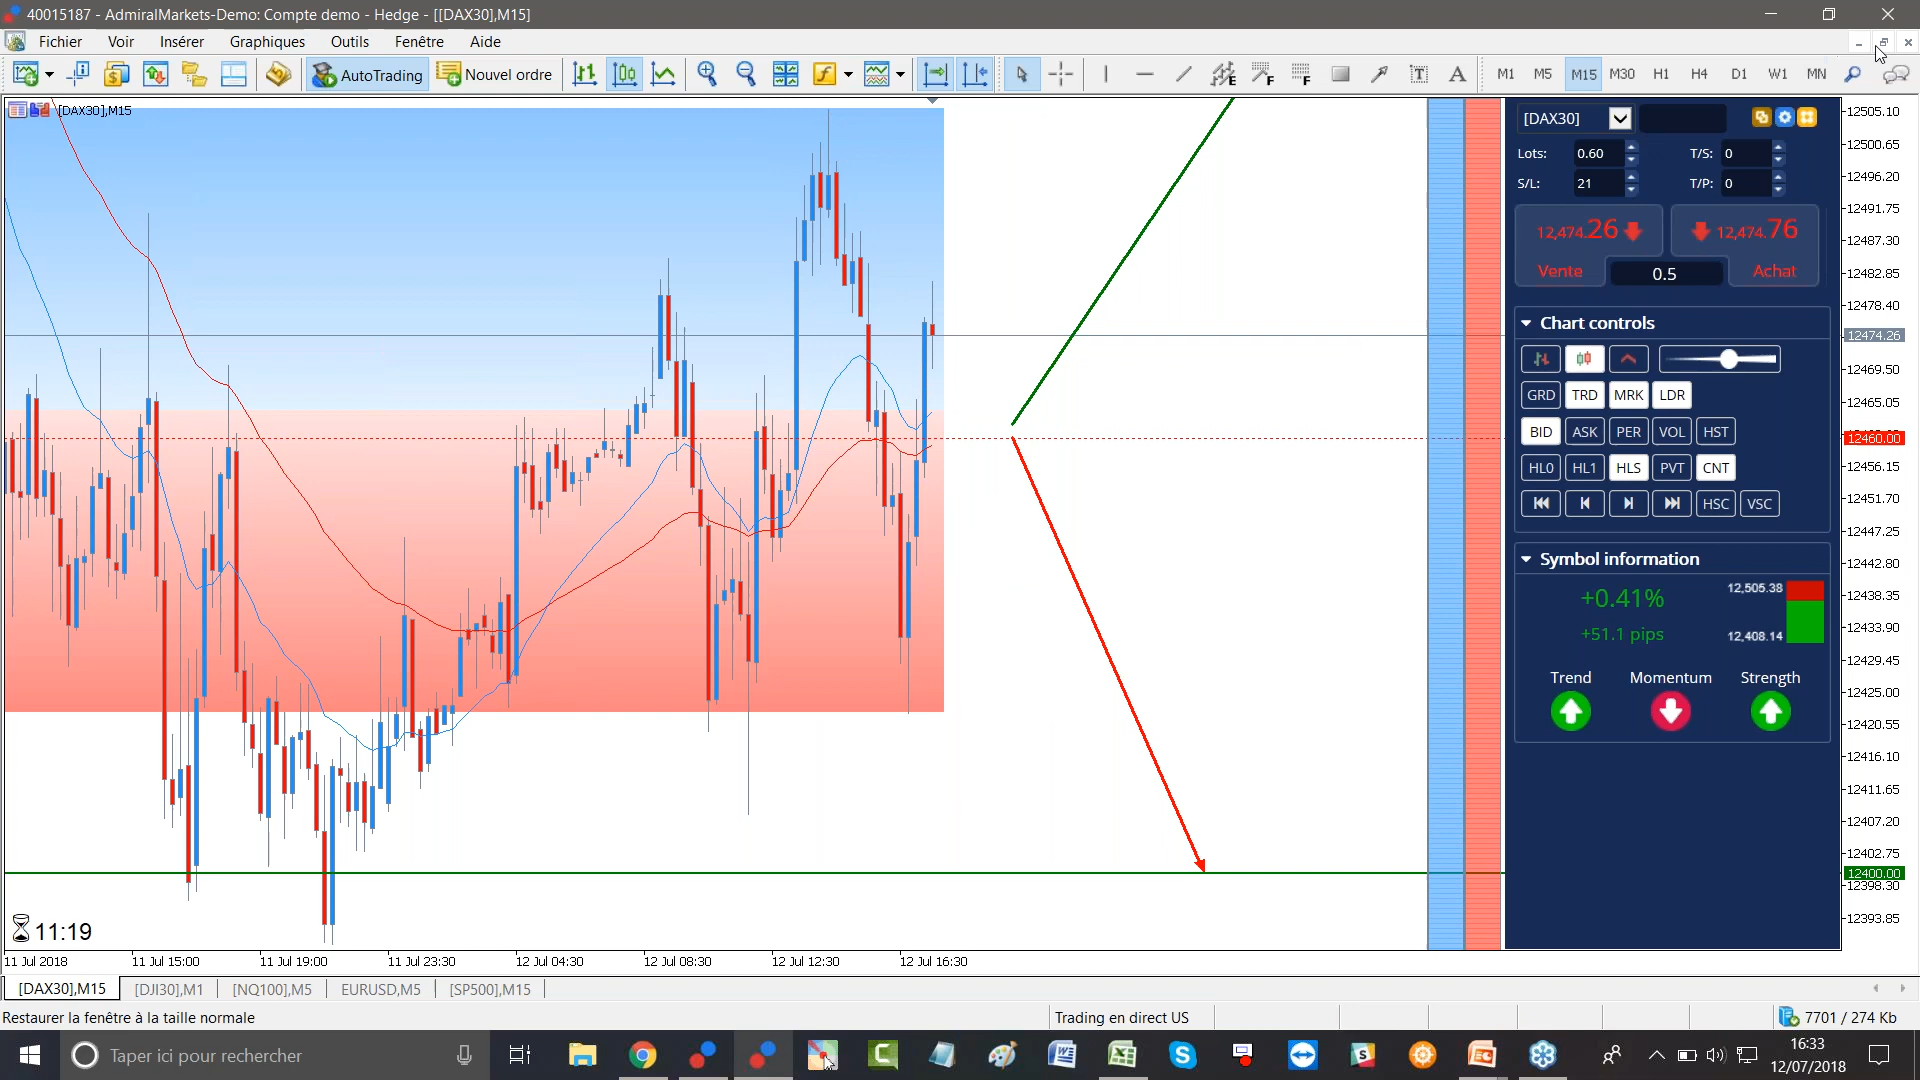 40015187 - AdmiralMarkets-Demo: Compte demo - Hedge - [[DAX30],M15]
Fichier Voir Insérer Graphiques Outils Fenêtre Aide
AutoTrading Nouvel ordre M1 M5 M15 M30 H1 H4 D1 W1 MN
[DAX30],M15
[DAX30]
Lots: 0.60 T/S: 0
S/L: 21 T/P: 0
12,474.26 12,474.76
Vente 0.5 Achat
Chart controls
GRD TRD MRK LDR
BID ASK PER VOL HST
HL0 HL1 HLS PVT CNT
HSC VSC
Symbol information
+0.41% 12,505.38
+51.1 pips 12,408.14
Trend Momentum Strength
12505.10
12500.65
12496.20
12491.75
12487.30
12482.85
12478.40
12474.26
12469.50
12465.05
12460.00
12456.15
12451.70
12447.25
12442.80
12438.35
12433.90
12429.45
12425.00
12420.55
12416.10
12411.65
12407.20
12402.75
12400.00
12398.30
12393.85
11:19
11 Jul 2018 11 Jul 15:00 11 Jul 19:00 11 Jul 23:30 12 Jul 04:30 12 Jul 08:30 12 Jul 12:30 12 Jul 16:30
[DAX30],M15 [DJI30],M1 [NQ100],M5 EURUSD,M5 [SP500],M15
Restaurer la fenêtre à la taille normale Trading en direct US 7701 / 274 Kb
Taper ici pour rechercher
16:33
12/07/2018